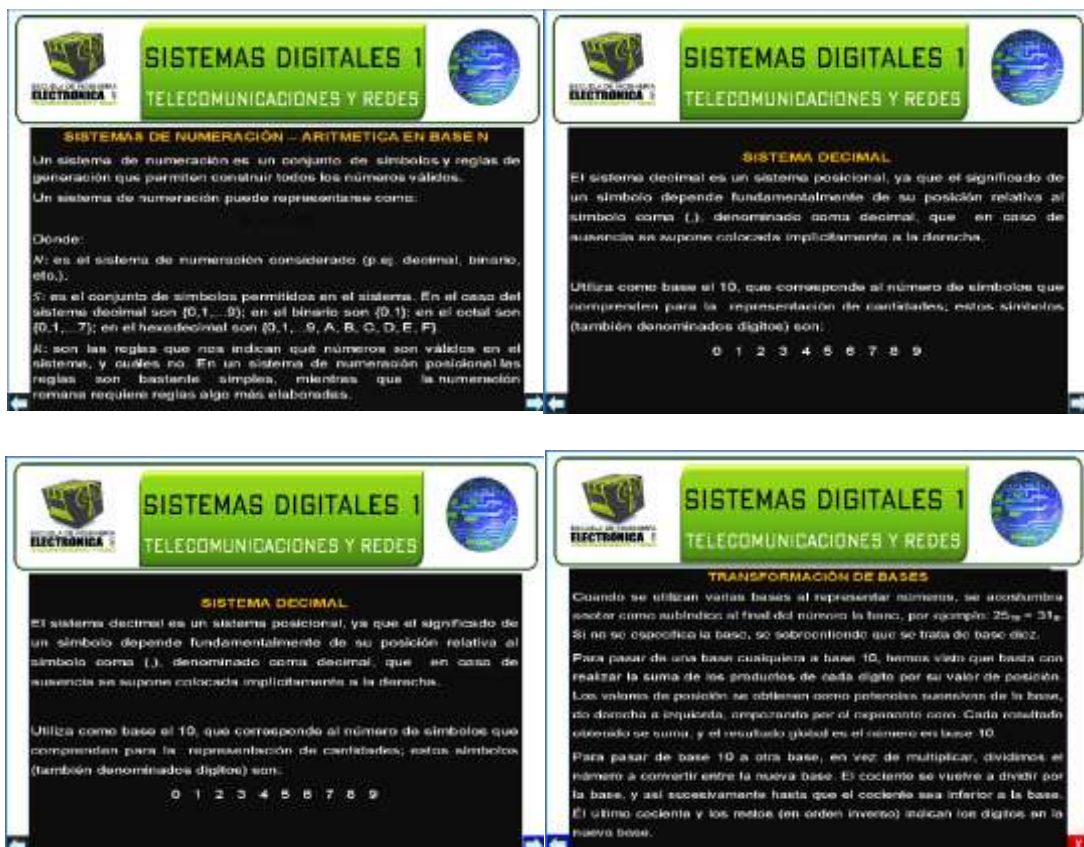 SISTEMAS DIGITALES 1
ELECTRÓNICA
TELECOMUNICACIONES Y REDES
SISTEMAS DE NUMERACIÓN – ARITMETICA EN BASE N
Un sistema de numeración es un conjunto de símbolos y reglas de
generación que permiten construir todos los números válidos.
Un sistema de numeración puede representarse como:
Dónde:
N: es el sistema de numeración considerado (p.ej. decimal, binario,
etc.).
S: es el conjunto de símbolos permitidos en el sistema. En el caso del
sistema decimal son {0,1,...9}; en el binario son {0,1}; en el octal son
{0,1,...7}; en el hexadecimal son {0,1,...9, A, B, C, D, E, F}
R: son las reglas que nos indican qué números son válidos en el
sistema, y cuáles no. En un sistema de numeración posicional las
reglas son bastante simples, mientras que la numeración
romana requiere reglas algo más elaboradas.
SISTEMAS DIGITALES 1
ELECTRÓNICA
TELECOMUNICACIONES Y REDES
SISTEMA DECIMAL
El sistema decimal es un sistema posicional, ya que el significado de
un símbolo depende fundamentalmente de su posición relativa al
símbolo coma (,), denominado coma decimal, que en caso de
ausencia se supone colocada implícitamente a la derecha.
Utiliza como base el 10, que corresponde al número de símbolos que
comprenden para la representación de cantidades; estos símbolos
(también denominados dígitos) son:
0 1 2 3 4 5 6 7 8 9
SISTEMAS DIGITALES 1
ELECTRÓNICA
TELECOMUNICACIONES Y REDES
SISTEMA DECIMAL
El sistema decimal es un sistema posicional, ya que el significado de
un símbolo depende fundamentalmente de su posición relativa al
símbolo coma (,), denominado coma decimal, que en caso de
ausencia se supone colocada implícitamente a la derecha.
Utiliza como base el 10, que corresponde al número de símbolos que
comprenden para la representación de cantidades; estos símbolos
(también denominados dígitos) son:
0 1 2 3 4 5 6 7 8 9
SISTEMAS DIGITALES 1
ELECTRÓNICA
TELECOMUNICACIONES Y REDES
TRANSFORMACIÓN DE BASES
Cuando se utilizan varias bases al representar números, se acostumbra
anotar como subíndice al final del número la base, por ejemplo: 25₁₀ = 31₈.
Si no se especifica la base, se sobreentiende que se trata de base diez.
Para pasar de una base cualquiera a base 10, hemos visto que basta con
realizar la suma de los productos de cada dígito por su valor de posición.
Los valores de posición se obtienen como potencias sucesivas de la base,
de derecha a izquierda, empezando por el exponente cero. Cada resultado
obtenido se suma, y el resultado global es el número en base 10.
Para pasar de base 10 a otra base, en vez de multiplicar, dividimos el
número a convertir entre la nueva base. El cociente se vuelve a dividir por
la base, y así sucesivamente hasta que el cociente sea inferior a la base.
El último cociente y los restos (en orden inverso) indican los dígitos en la
nueva base.